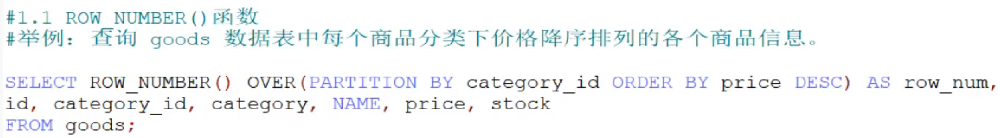 #1.1 ROW_NUMBER()函数
#举例：查询 goods 数据表中每个商品分类下价格降序排列的各个商品信息。
SELECT ROW_NUMBER() OVER(PARTITION BY category_id ORDER BY price DESC) AS row_num,
id, category_id, category, NAME, price, stock
FROM goods;